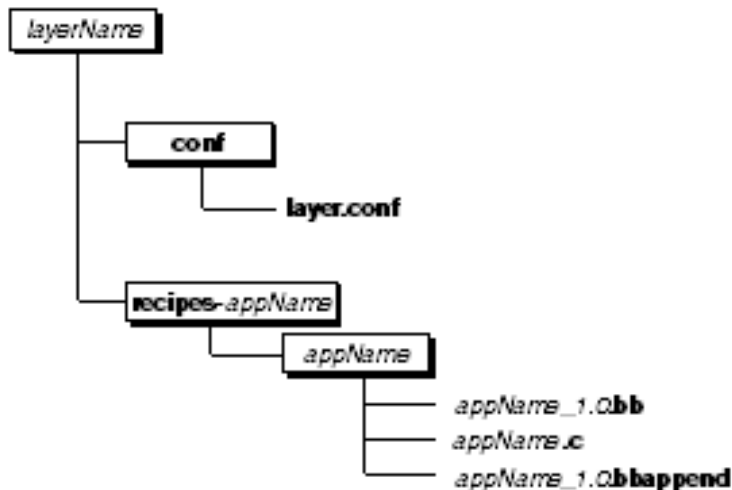 layerName
conf
layer.conf
recipes-appName
appName
appName_1.0.bb
appName.c
appName_1.0.bbappend